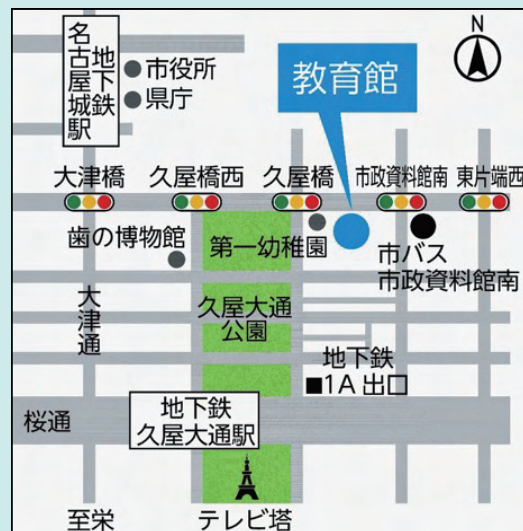 N
名古屋城駅
地下鉄
市役所
県庁
教育館
大津橋
久屋橋西
久屋橋
市政資料館南
東片端西
歯の博物館
第一幼稚園
市バス
市政資料館南
大津通
久屋大通
公園
地下鉄
■1A 出口
桜通
地下鉄
久屋大通駅
至栄
テレビ塔